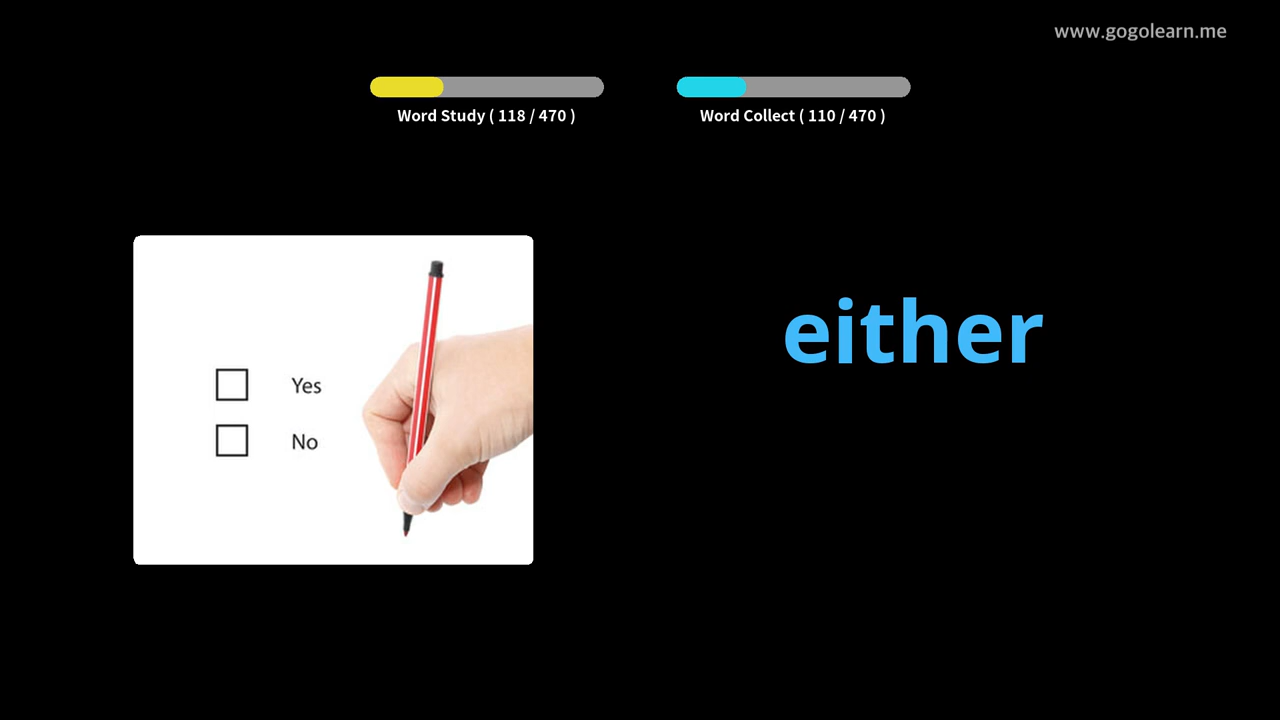 www.gogolearn.me
Word Study ( 118 / 470 )
Word Collect ( 110 / 470 )
Yes
No
either